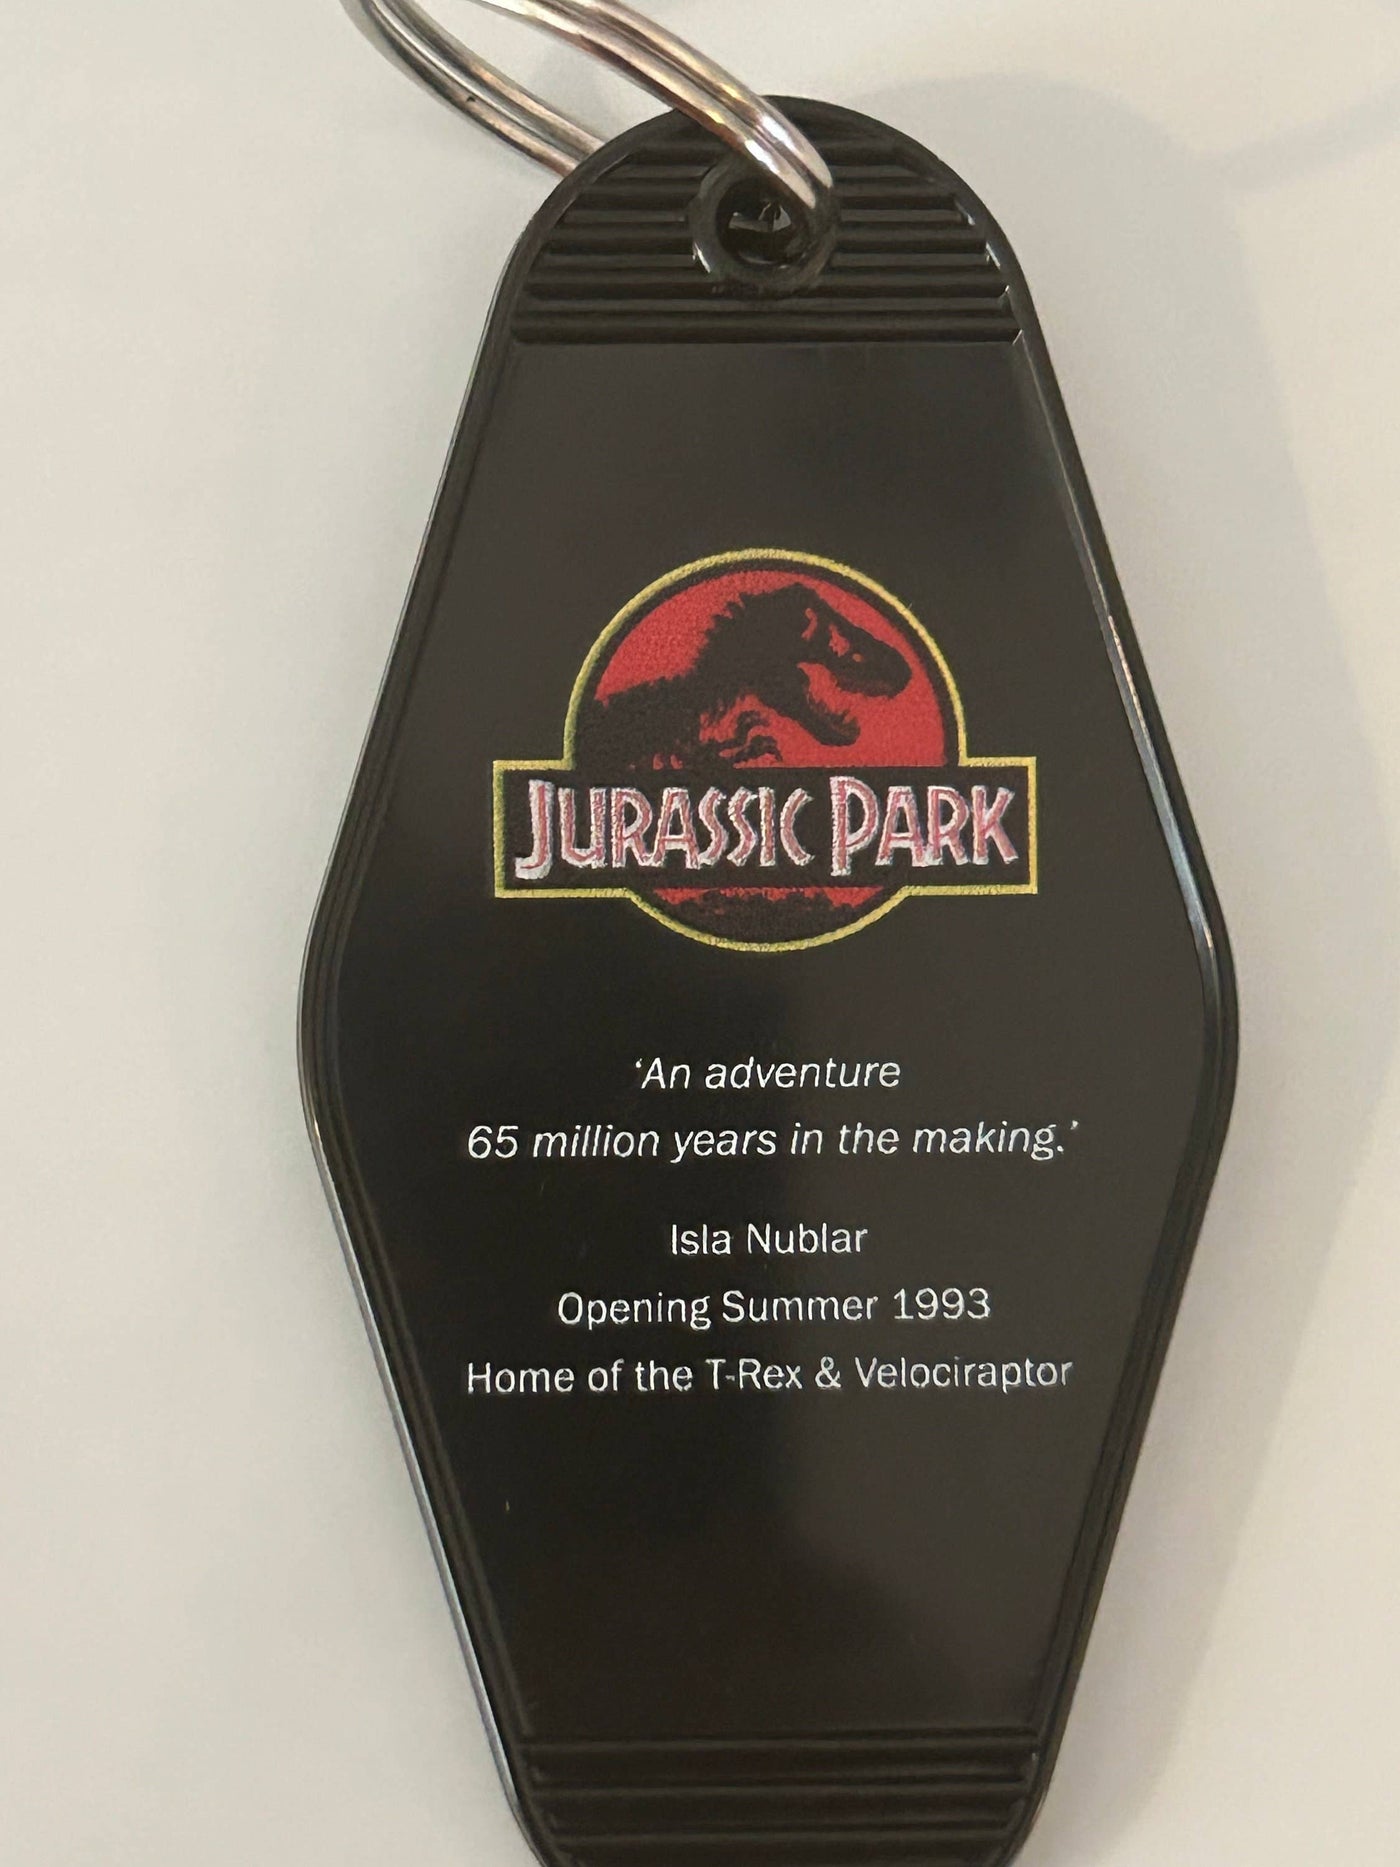 JURASSIC PARK
‘An adventure
65 million years in the making.’
Isla Nublar
Opening Summer 1993
Home of the T-Rex & Velociraptor